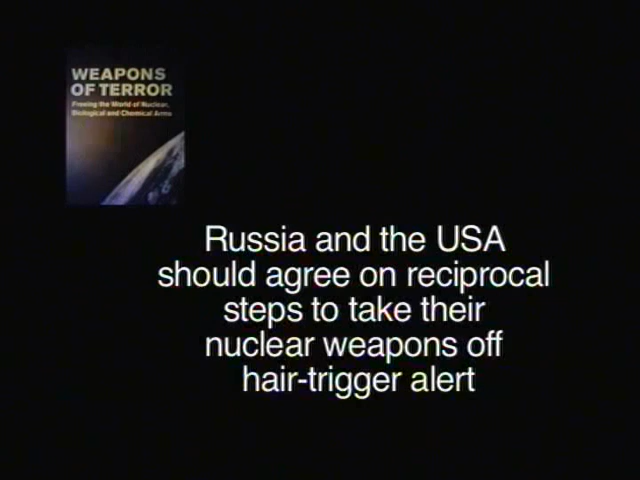 WEAPONS
OF TERROR
Freeing the World of Nuclear,
Biological and Chemical Arms
Russia and the USA
should agree on reciprocal
steps to take their
nuclear weapons off
hair-trigger alert